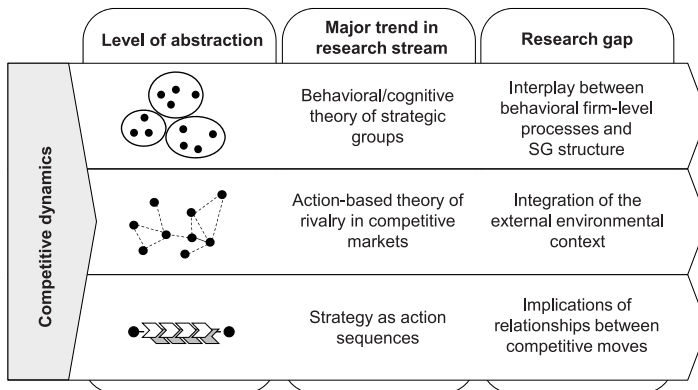 Level of abstraction
Major trend in
research stream
Research gap
Competitive dynamics
Behavioral/cognitive
theory of strategic
groups
Interplay between
behavioral firm-level
processes and
SG structure
Action-based theory of
rivalry in competitive
markets
Integration of the
external environmental
context
Strategy as action
sequences
Implications of
relationships between
competitive moves